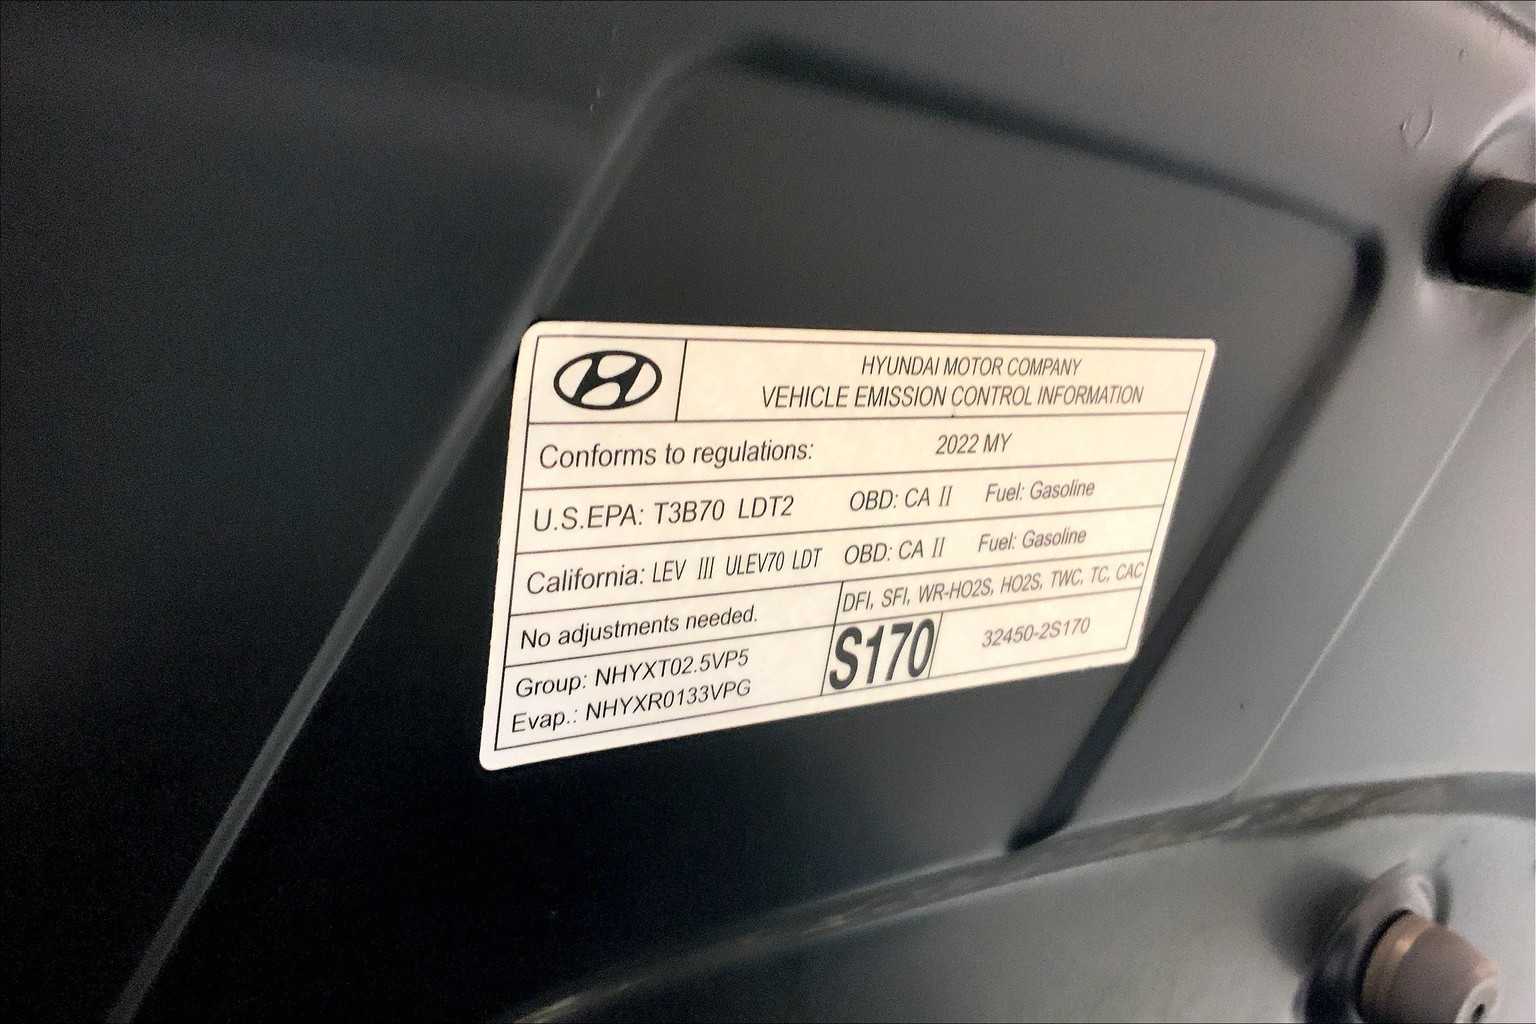 HYUNDAI MOTOR COMPANY
VEHICLE EMISSION CONTROL INFORMATION
Conforms to regulations: 2022 MY
U.S.EPA: T3B70 LDT2 OBD: CA II Fuel: Gasoline
California: LEV III ULEV70 LDT OBD: CA II Fuel: Gasoline
No adjustments needed. DFI, SFI, WR-HO2S, HO2S, TWC, TC, CAC
Group: NHYXT02.5VP5
Evap.: NHYXR0133VPG
S170 32450-2S170